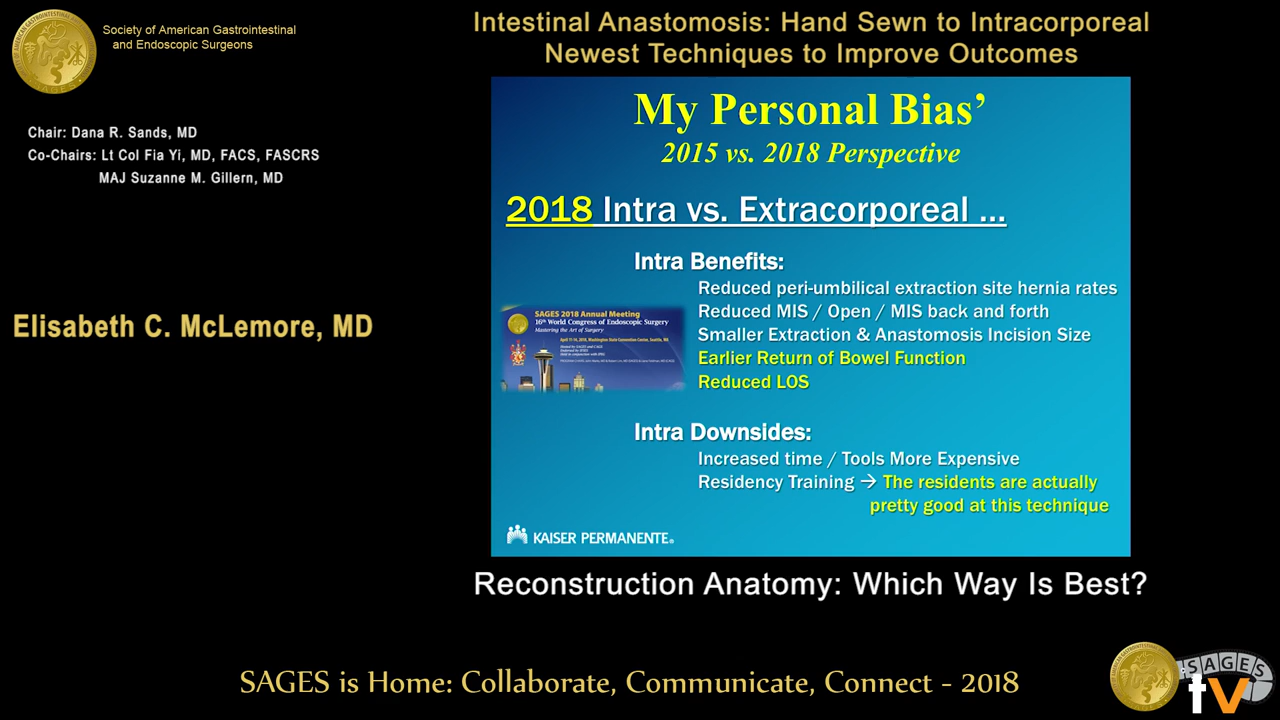 Society of American Gastrointestinal
and Endoscopic Surgeons
Intestinal Anastomosis: Hand Sewn to Intracorporeal
Newest Techniques to Improve Outcomes
Chair: Dana R. Sands, MD
Co-Chairs: Lt Col Fia Yi, MD, FACS, FASCRS
MAJ Suzanne M. Gillern, MD
Elisabeth C. McLemore, MD
My Personal Bias’
2015 vs. 2018 Perspective
2018 Intra vs. Extracorporeal ...
Intra Benefits:
Reduced peri-umbilical extraction site hernia rates
Reduced MIS / Open / MIS back and forth
Smaller Extraction & Anastomosis Incision Size
Earlier Return of Bowel Function
Reduced LOS
SAGES 2018 Annual Meeting
16th World Congress of Endoscopic Surgery
Mastering the Art of Surgery
Intra Downsides:
Increased time / Tools More Expensive
Residency Training → The residents are actually
pretty good at this technique
KAISER PERMANENTE®
Reconstruction Anatomy: Which Way Is Best?
SAGES is Home: Collaborate, Communicate, Connect - 2018
SAGES
tv